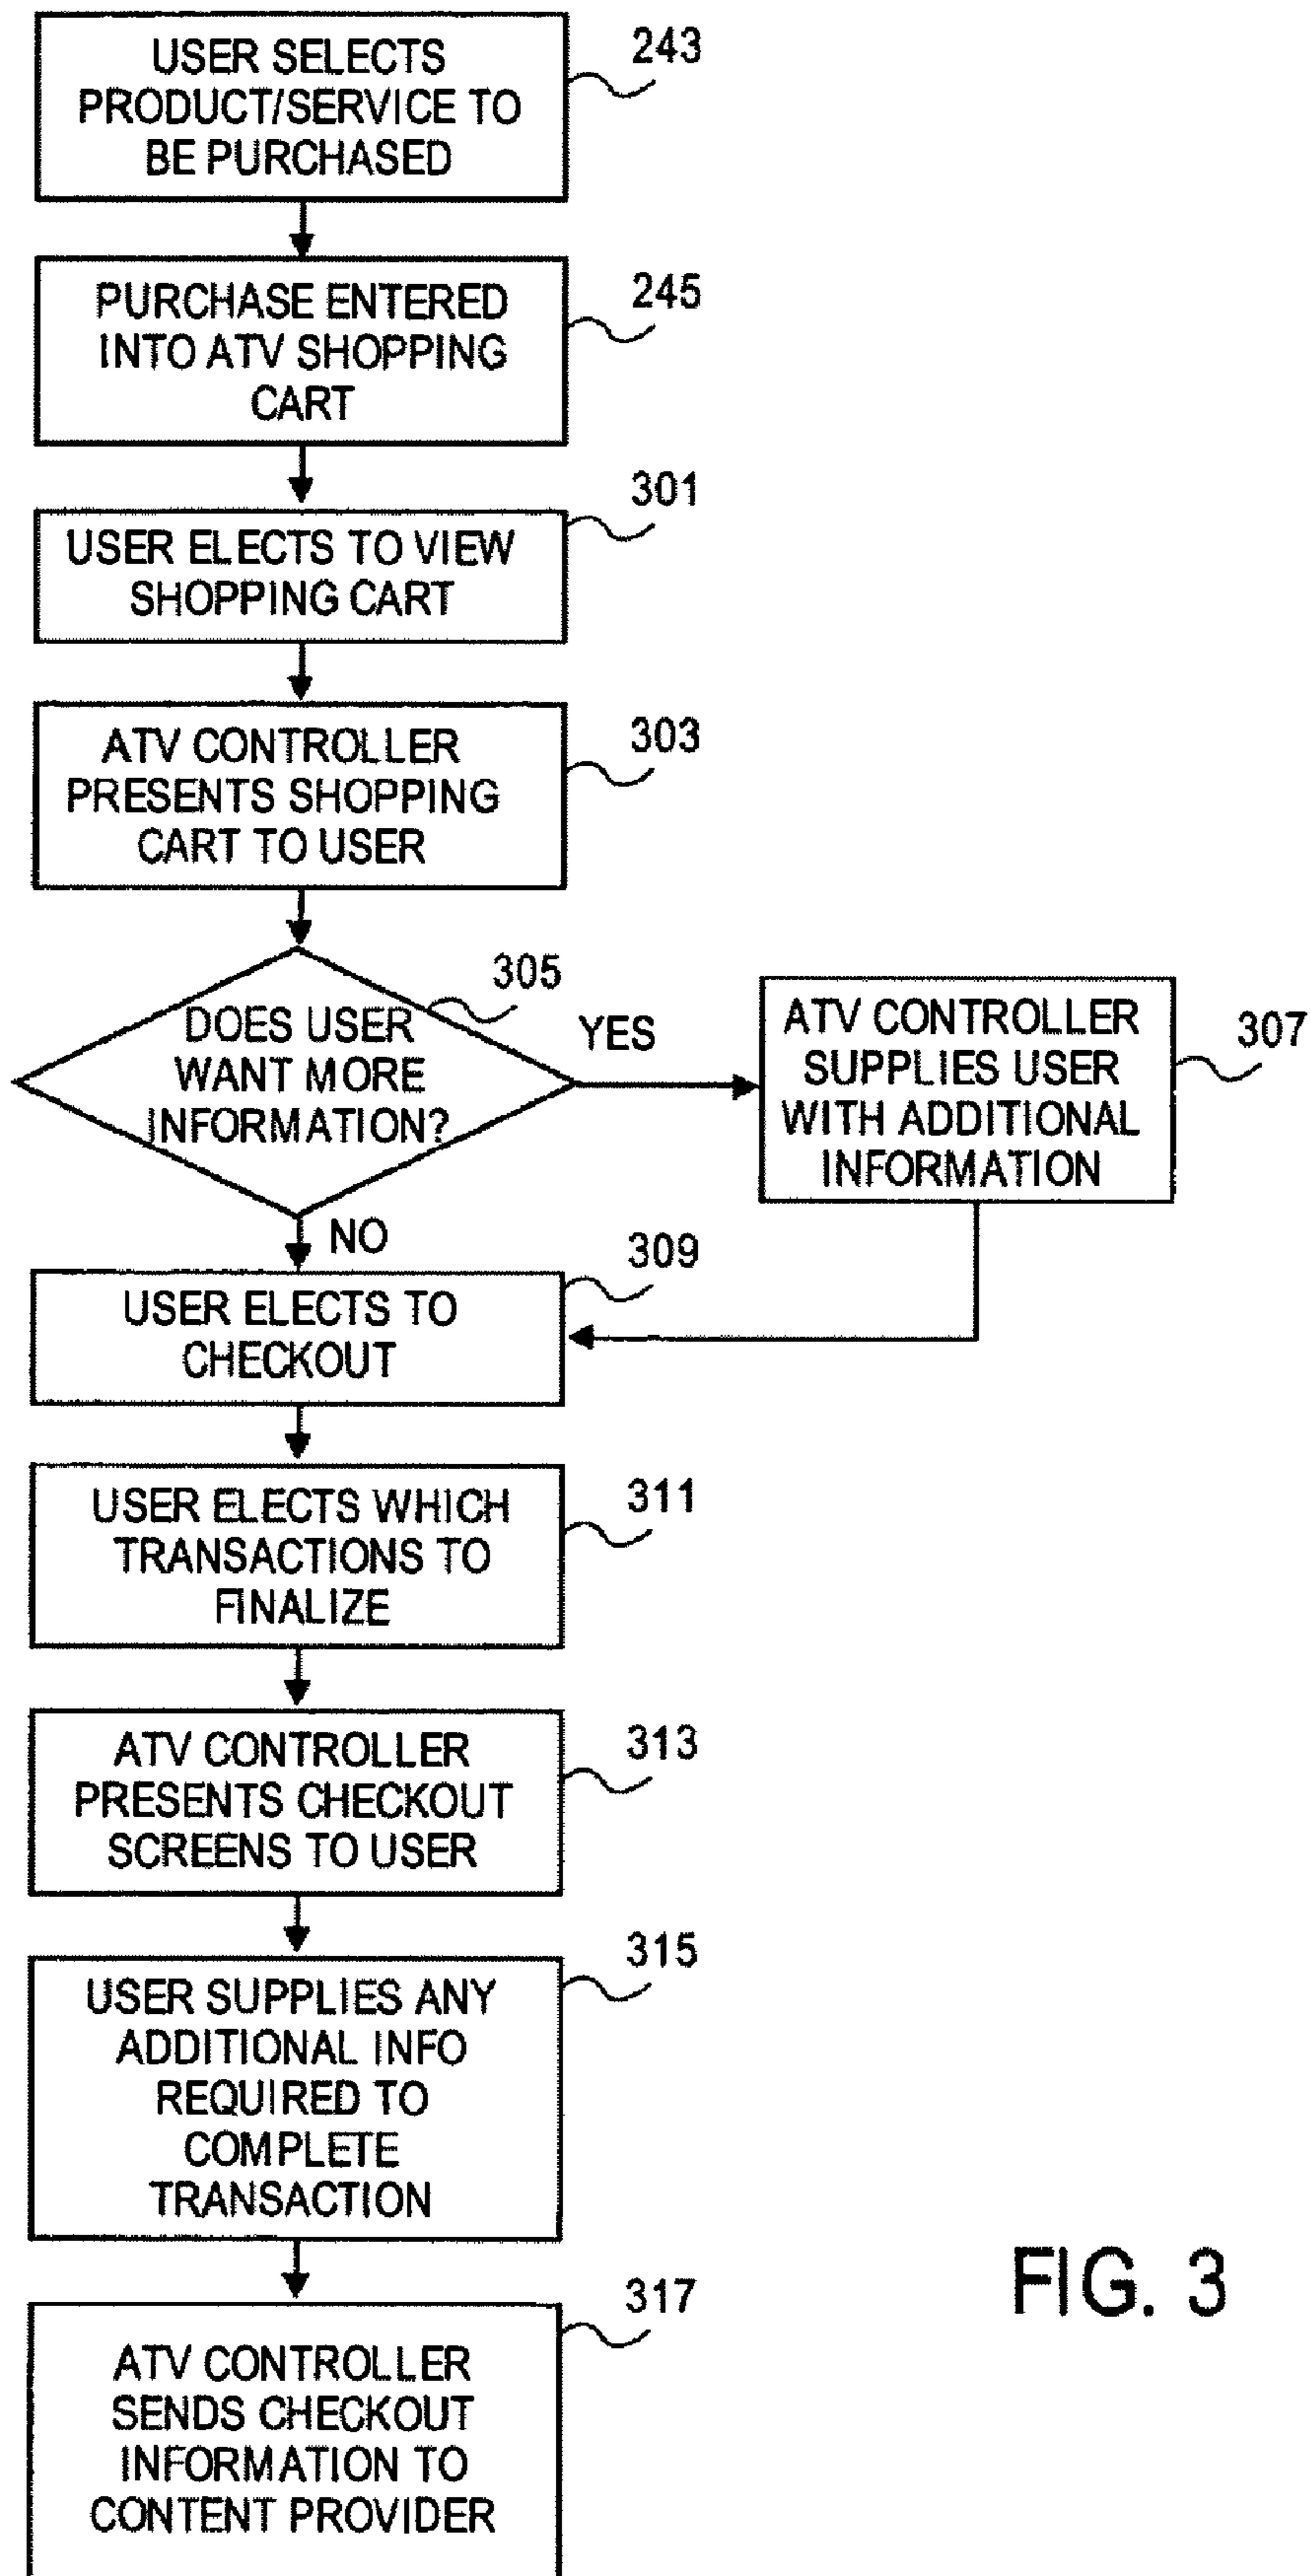 USER SELECTS
PRODUCT/SERVICE TO
BE PURCHASED
243
PURCHASE ENTERED
INTO ATV SHOPPING
CART
245
USER ELECTS TO VIEW
SHOPPING CART
301
ATV CONTROLLER
PRESENTS SHOPPING
CART TO USER
303
DOES USER
WANT MORE
INFORMATION?
305
YES
ATV CONTROLLER
SUPPLIES USER
WITH ADDITIONAL
INFORMATION
307
NO
USER ELECTS TO
CHECKOUT
309
USER ELECTS WHICH
TRANSACTIONS TO
FINALIZE
311
ATV CONTROLLER
PRESENTS CHECKOUT
SCREENS TO USER
313
USER SUPPLIES ANY
ADDITIONAL INFO
REQUIRED TO
COMPLETE
TRANSACTION
315
ATV CONTROLLER
SENDS CHECKOUT
INFORMATION TO
CONTENT PROVIDER
317
FIG. 3